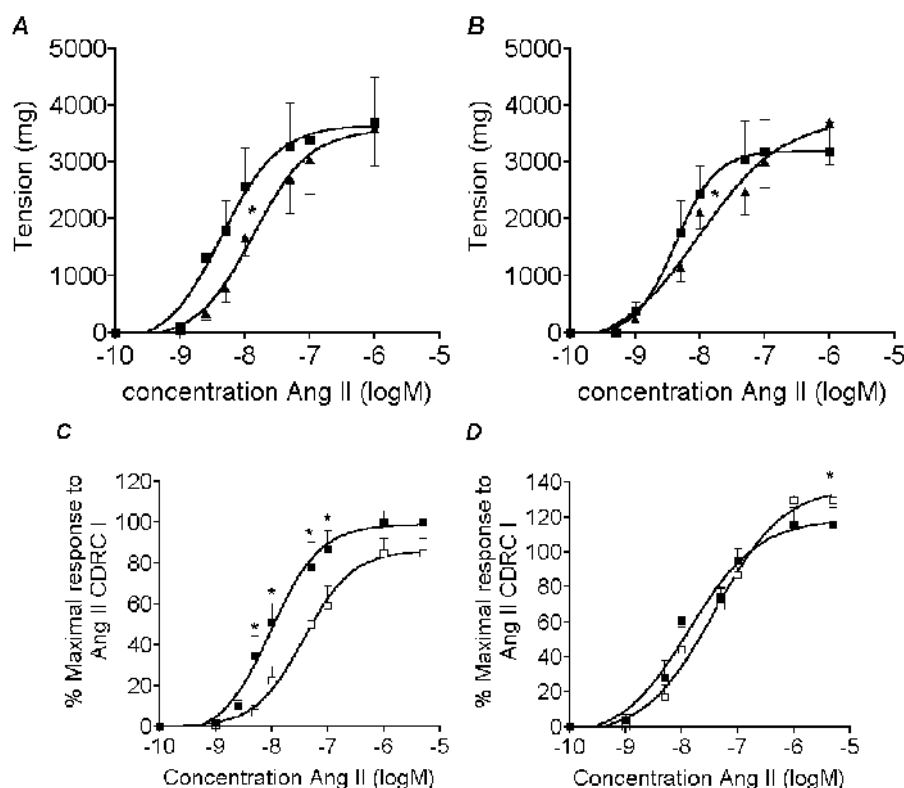 A
5000
4000
3000
2000
1000
0
Tension (mg)
*
-10 -9 -8 -7 -6 -5
concentration Ang II (logM)
B
5000
4000
3000
2000
1000
0
Tension (mg)
*
-10 -9 -8 -7 -6 -5
concentration Ang II (logM)
C
120
100
80
60
40
20
0
% Maximal response to
Ang II CDRC I
* * * *
-10 -9 -8 -7 -6 -5
Concentration Ang II (logM)
D
140
120
100
80
60
40
20
0
% Maximal response to
Ang II CDRC I
*
-10 -9 -8 -7 -6 -5
Concentration Ang II (logM)